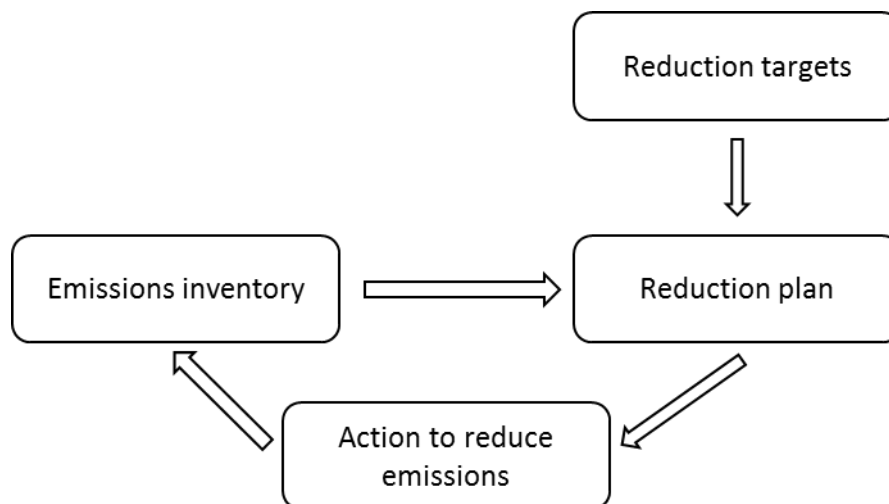 Reduction targets
Emissions inventory
Reduction plan
Action to reduce
emissions